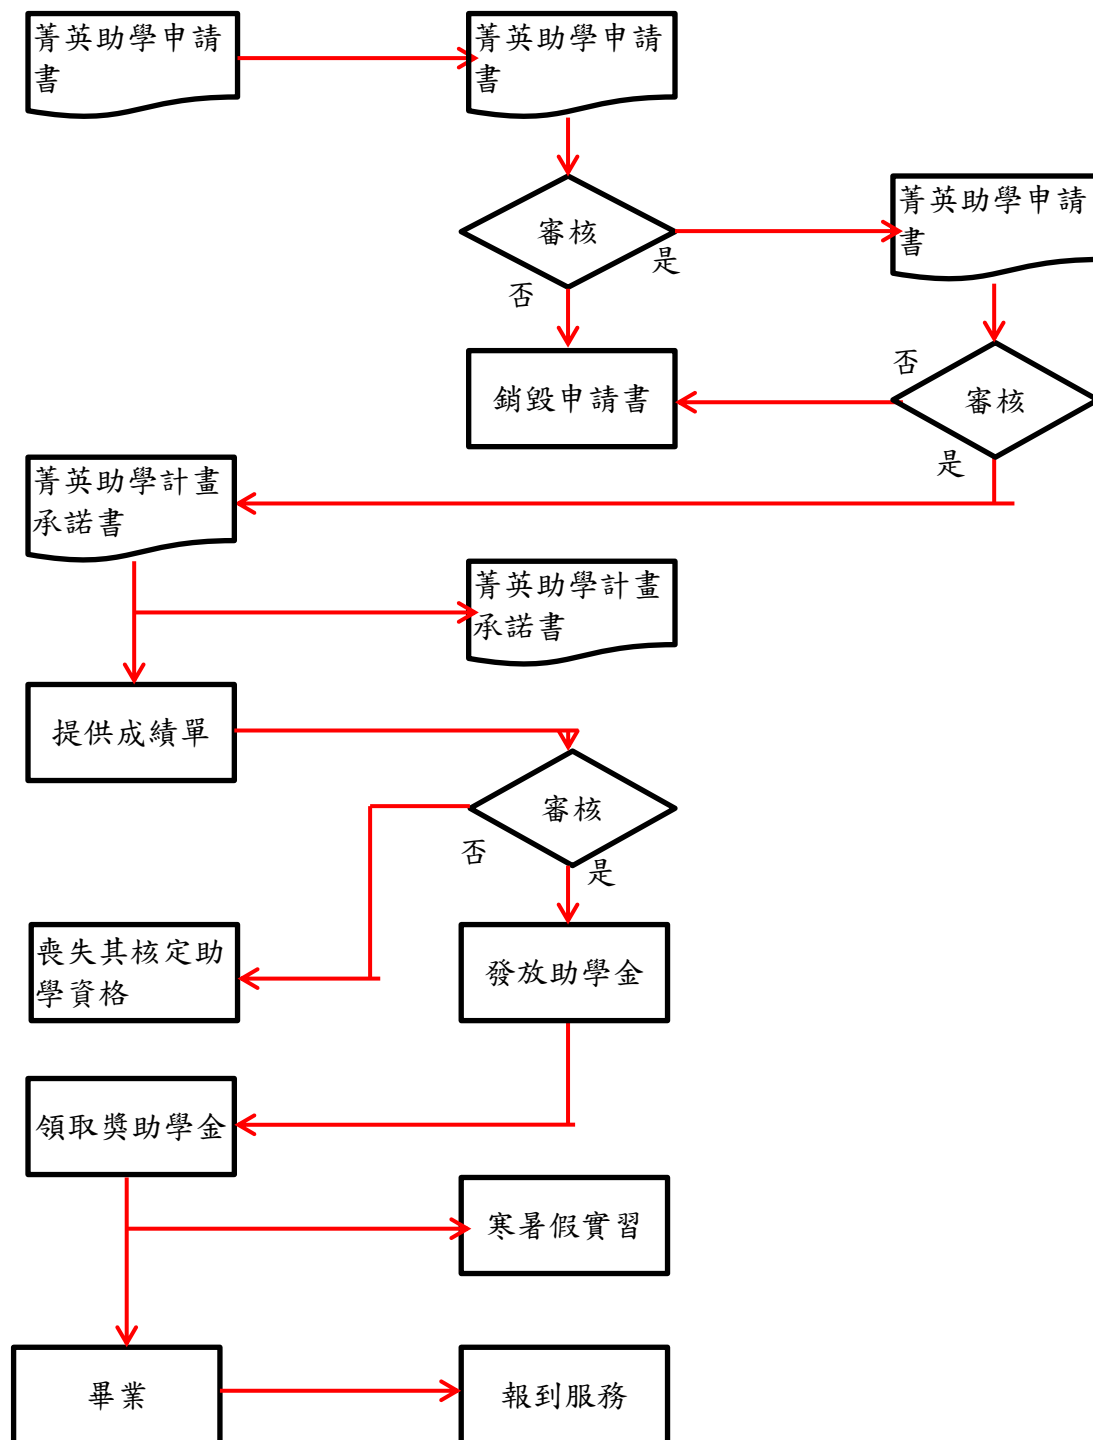 菁英助學申請
書
菁英助學申請
書
審核
是
否
菁英助學申請
書
銷毀申請書
否
審核
是
菁英助學計畫
承諾書
菁英助學計畫
承諾書
提供成績單
審核
否
是
喪失其核定助
學資格
發放助學金
領取獎助學金
寒暑假實習
畢業
報到服務